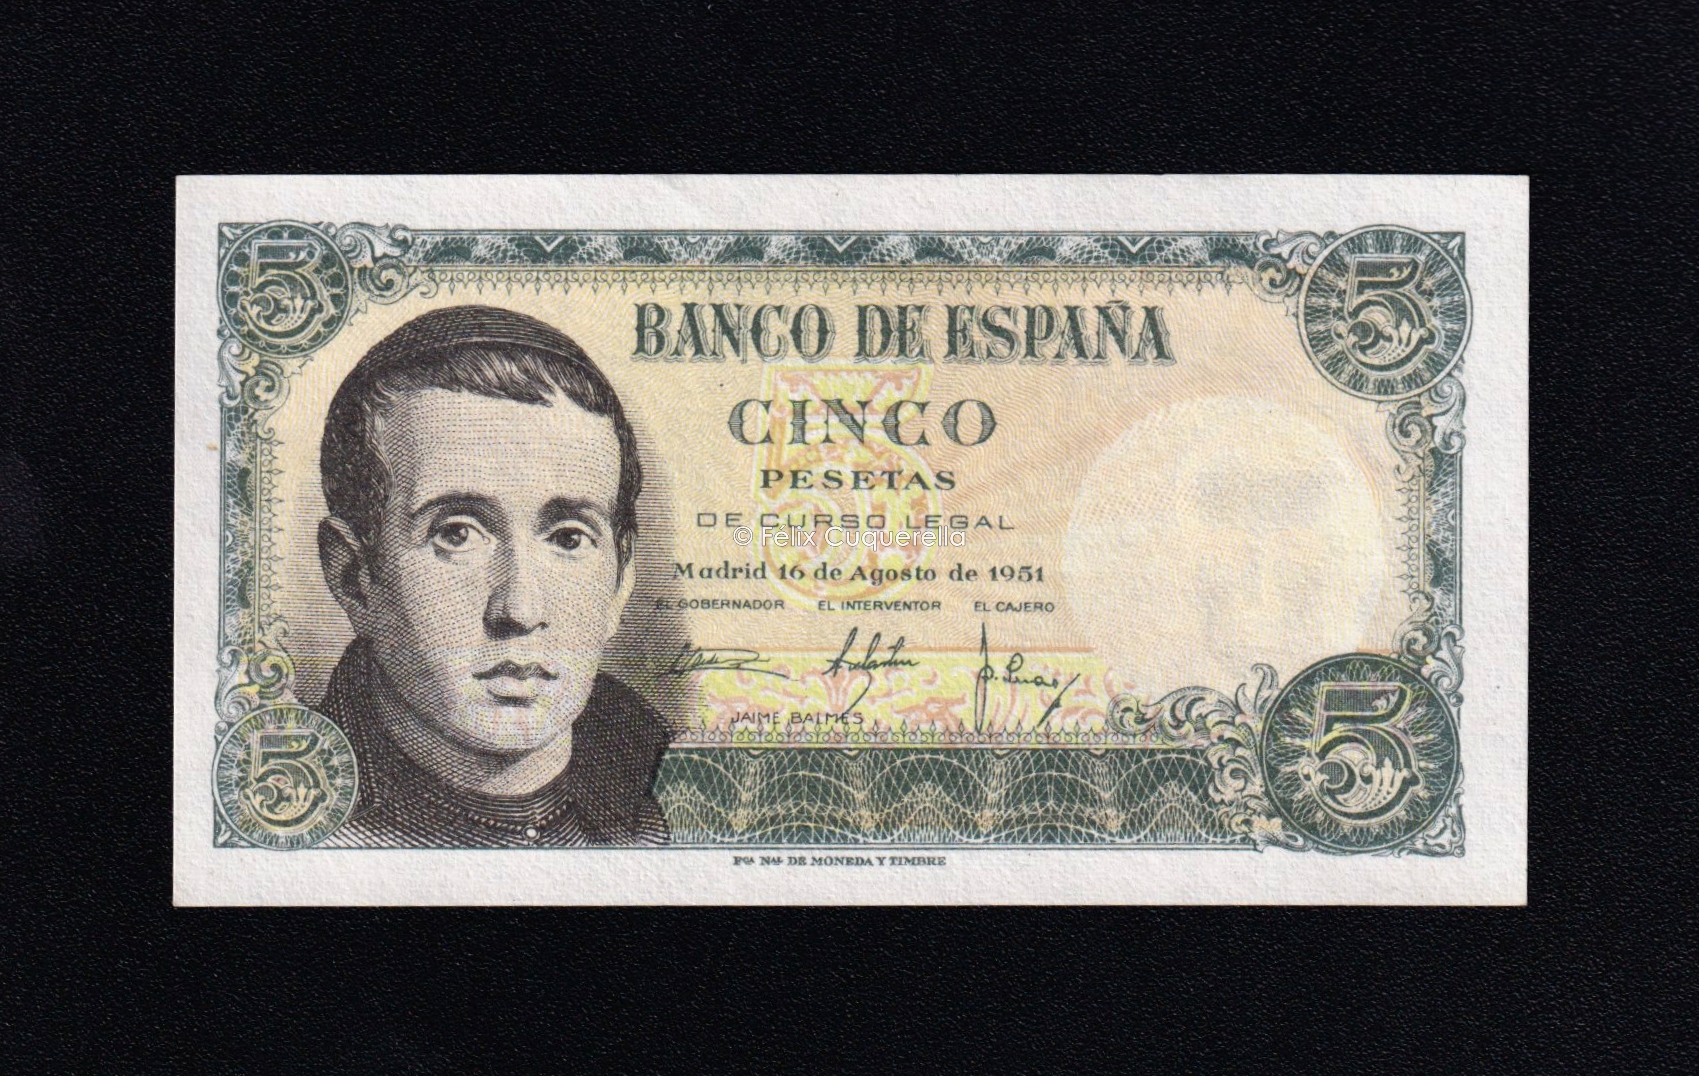 5 5
BANCO DE ESPAÑA
CINCO
PESETAS
DE CURSO LEGAL
© Félix Cuquerella
Madrid 16 de Agosto de 1951
EL GOBERNADOR EL INTERVENTOR EL CAJERO
JAIME BALMES
5 5
Fca Nal DE MONEDA Y TIMBRE